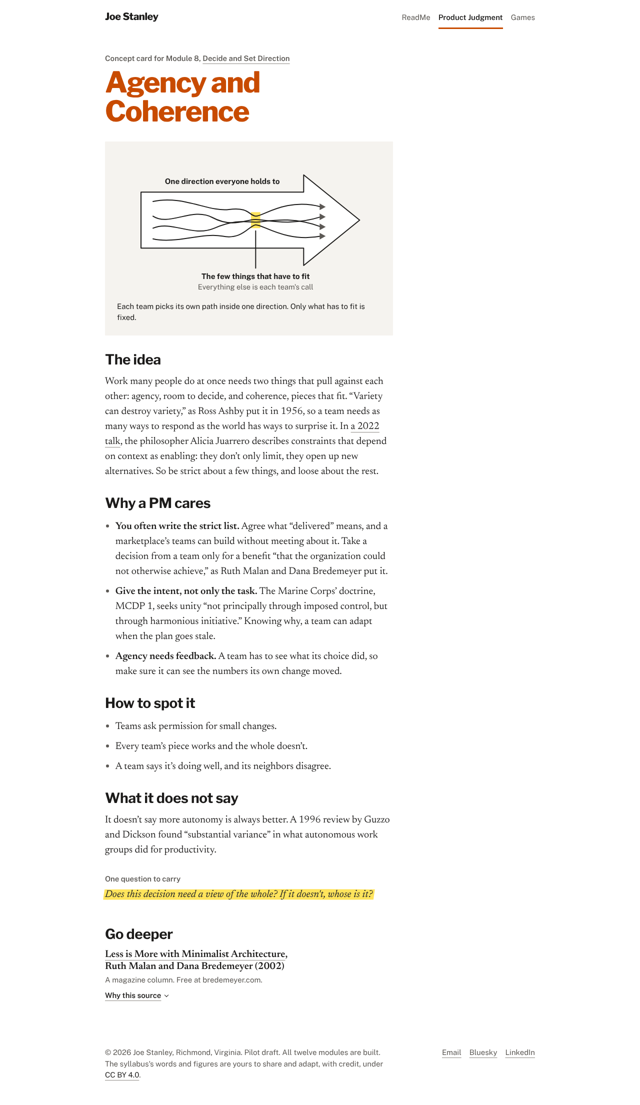 Joe Stanley
ReadMe Product Judgment Games
Concept card for Module 8, Decide and Set Direction
Agency and
Coherence
One direction everyone holds to
The few things that have to fit
Everything else is each team's call
Each team picks its own path inside one direction. Only what has to fit is
fixed.
The idea
Work many people do at once needs two things that pull against each
other: agency, room to decide, and coherence, pieces that fit. “Variety
can destroy variety,” as Ross Ashby put it in 1956, so a team needs as
many ways to respond as the world has ways to surprise it. In a 2022
talk, the philosopher Alicia Juarrero describes constraints that depend
on context as enabling: they don’t only limit, they open up new
alternatives. So be strict about a few things, and loose about the rest.
Why a PM cares
• You often write the strict list. Agree what “delivered” means, and a
marketplace’s teams can build without meeting about it. Take a
decision from a team only for a benefit “that the organization could
not otherwise achieve,” as Ruth Malan and Dana Bredemeyer put it.
• Give the intent, not only the task. The Marine Corps’ doctrine,
MCDP 1, seeks unity “not principally through imposed control, but
through harmonious initiative.” Knowing why, a team can adapt
when the plan goes stale.
• Agency needs feedback. A team has to see what its choice did, so
make sure it can see the numbers its own change moved.
How to spot it
• Teams ask permission for small changes.
• Every team’s piece works and the whole doesn’t.
• A team says it’s doing well, and its neighbors disagree.
What it does not say
It doesn’t say more autonomy is always better. A 1996 review by Guzzo
and Dickson found “substantial variance” in what autonomous work
groups did for productivity.
One question to carry
Does this decision need a view of the whole? If it doesn’t, whose is it?
Go deeper
Less is More with Minimalist Architecture,
Ruth Malan and Dana Bredemeyer (2002)
A magazine column. Free at bredemeyer.com.
Why this source
© 2026 Joe Stanley, Richmond, Virginia. Pilot draft. All twelve modules are built.
The syllabus’s words and figures are yours to share and adapt, with credit, under
CC BY 4.0.
Email Bluesky LinkedIn